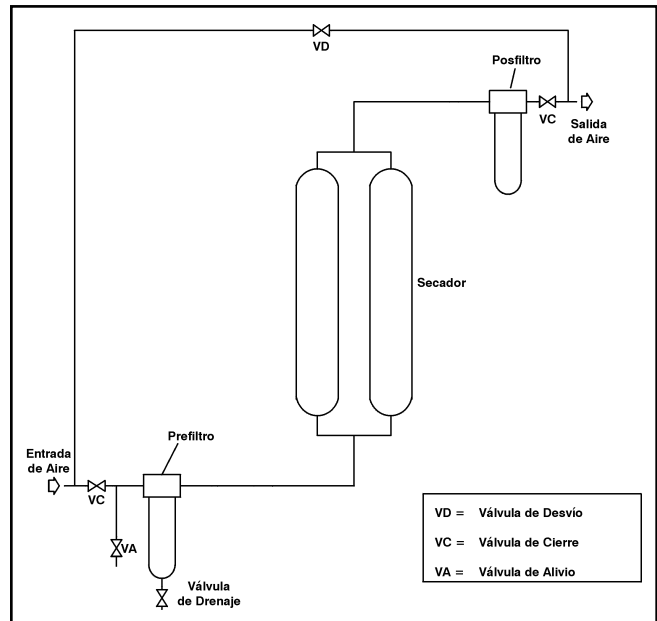 VD
Posfiltro
VC
Salida
de Aire
Secador
Prefiltro
Entrada
de Aire
VC
VA
Válvula
de Drenaje
VD = Válvula de Desvío
VC = Válvula de Cierre
VA = Válvula de Alivio